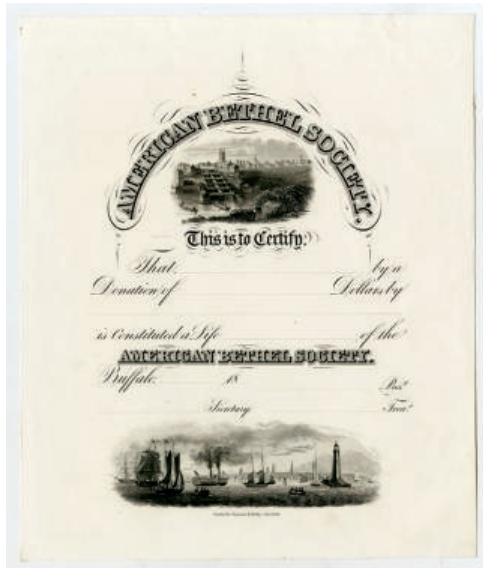 AMERICAN BETHEL SOCIETY.
This is to Certify:
That by a
Donation of Dollars by
is Constituted a Life of the
AMERICAN BETHEL SOCIETY.
Buffalo. 18 Pres.t
Secretary Treas.r